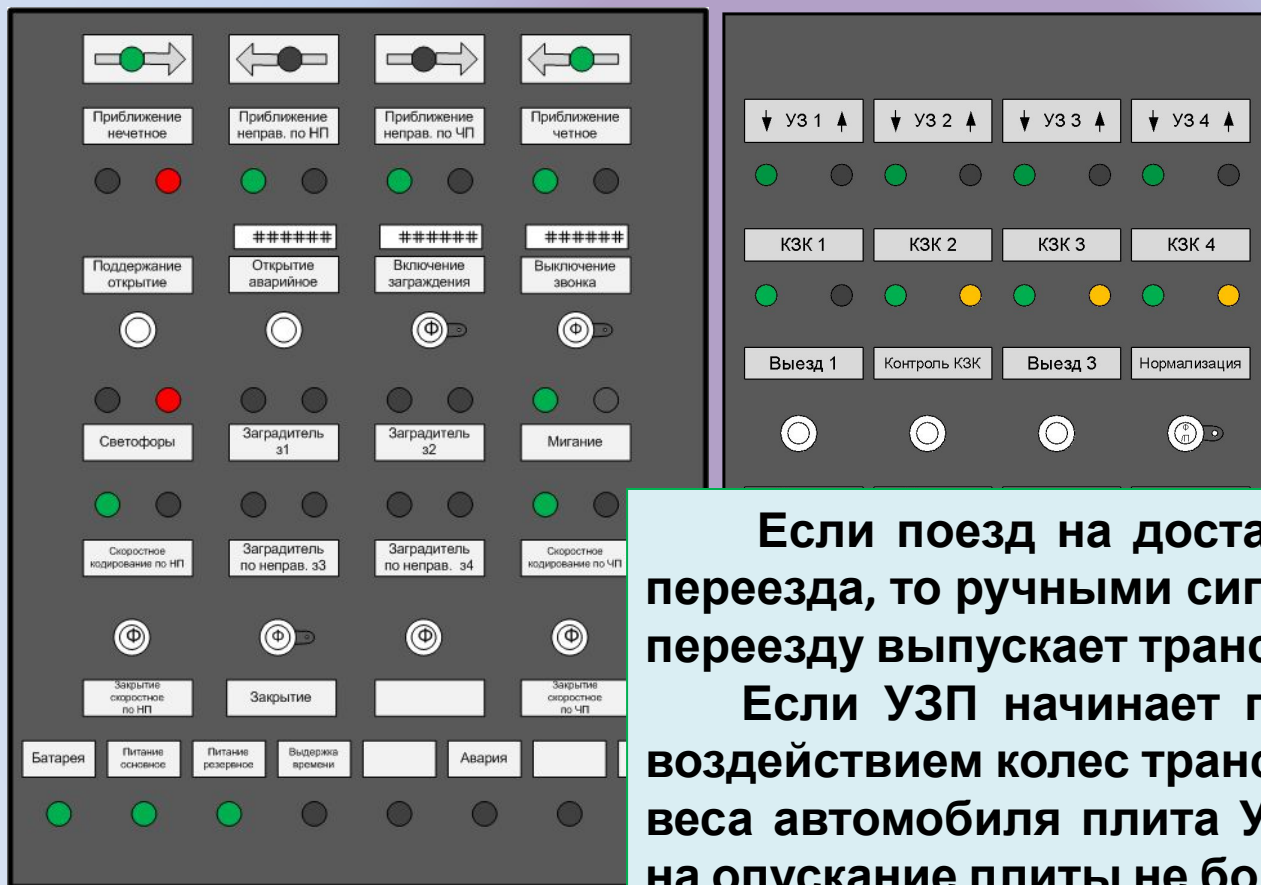 Приближение
нечетное
Приближение
неправ. по НП
Приближение
неправ. по ЧП
Приближение
четное
######
######
######
Поддержание
открытие
Открытие
аварийное
Включение
заграждения
Выключение
звонка
Ф
Ф
Светофоры
Заградитель
з1
Заградитель
з2
Мигание
Скоростное
кодирование по НП
Заградитель
по неправ. з3
Заградитель
по неправ. з4
Скоростное
кодирование по ЧП
Ф
Ф
Ф
Ф
Закрытие
скоростное
по НП
Закрытие
Закрытие
скоростное
по ЧП
Батарея
Питание
основное
Питание
резервное
Выдержка
времени
Авария
УЗ 1
УЗ 2
УЗ 3
УЗ 4
КЗК 1
КЗК 2
КЗК 3
КЗК 4
Выезд 1
Контроль КЗК
Выезд 3
Нормализация
Если поезд на доста
переезда, то ручными сиг
переезду выпускает транс
Если УЗП начинает п
воздействием колес транс
веса автомобиля плита У
на опускание плиты не бо